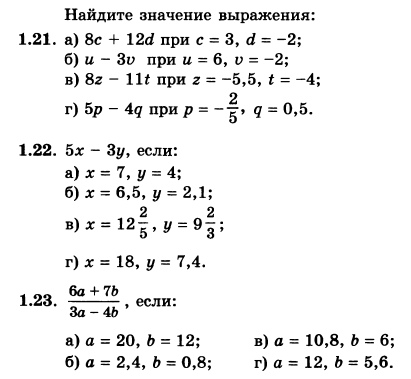 Найдите значение выражения:
1.21. а) 8c + 12d при c = 3, d = –2;
б) u – 3v при u = 6, v = –2;
в) 8z – 11t при z = –5,5, t = –4;
г) 5p – 4q при p = –2/5, q = 0,5.
1.22. 5x – 3y, если:
а) x = 7, y = 4;
б) x = 6,5, y = 2,1;
в) x = 12 2/5, y = 9 2/3;
г) x = 18, y = 7,4.
1.23. (6a + 7b)/(3a – 4b), если:
а) a = 20, b = 12; в) a = 10,8, b = 6;
б) a = 2,4, b = 0,8; г) a = 12, b = 5,6.